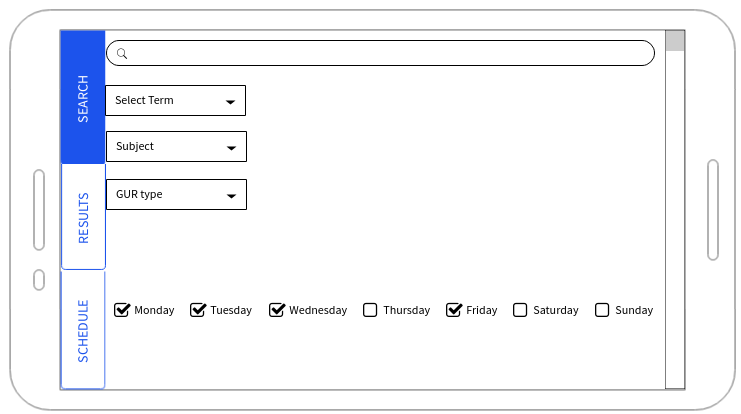 SEARCH
Select Term
Subject
GUR type
RESULTS
SCHEDULE
Monday Tuesday Wednesday Thursday Friday Saturday Sunday